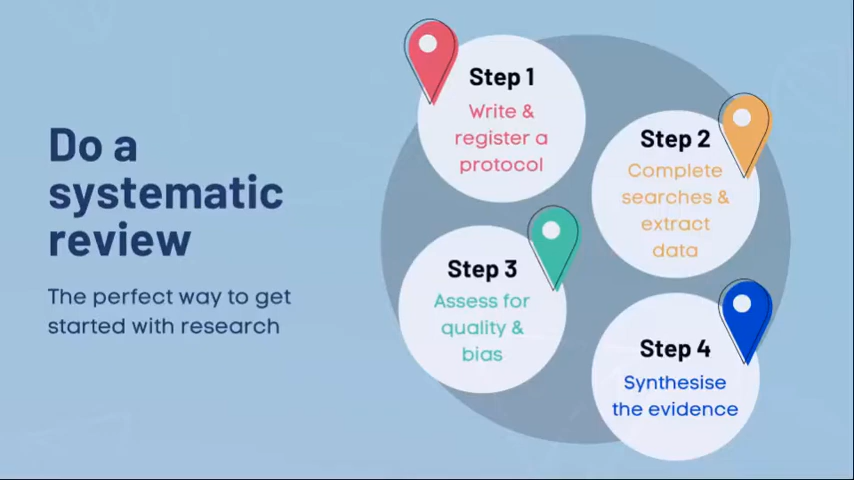 Do a
systematic
review
The perfect way to get
started with research
Step 1
Write &
register a
protocol
Step 2
Complete
searches &
extract
data
Step 3
Assess for
quality &
bias
Step 4
Synthesise
the evidence